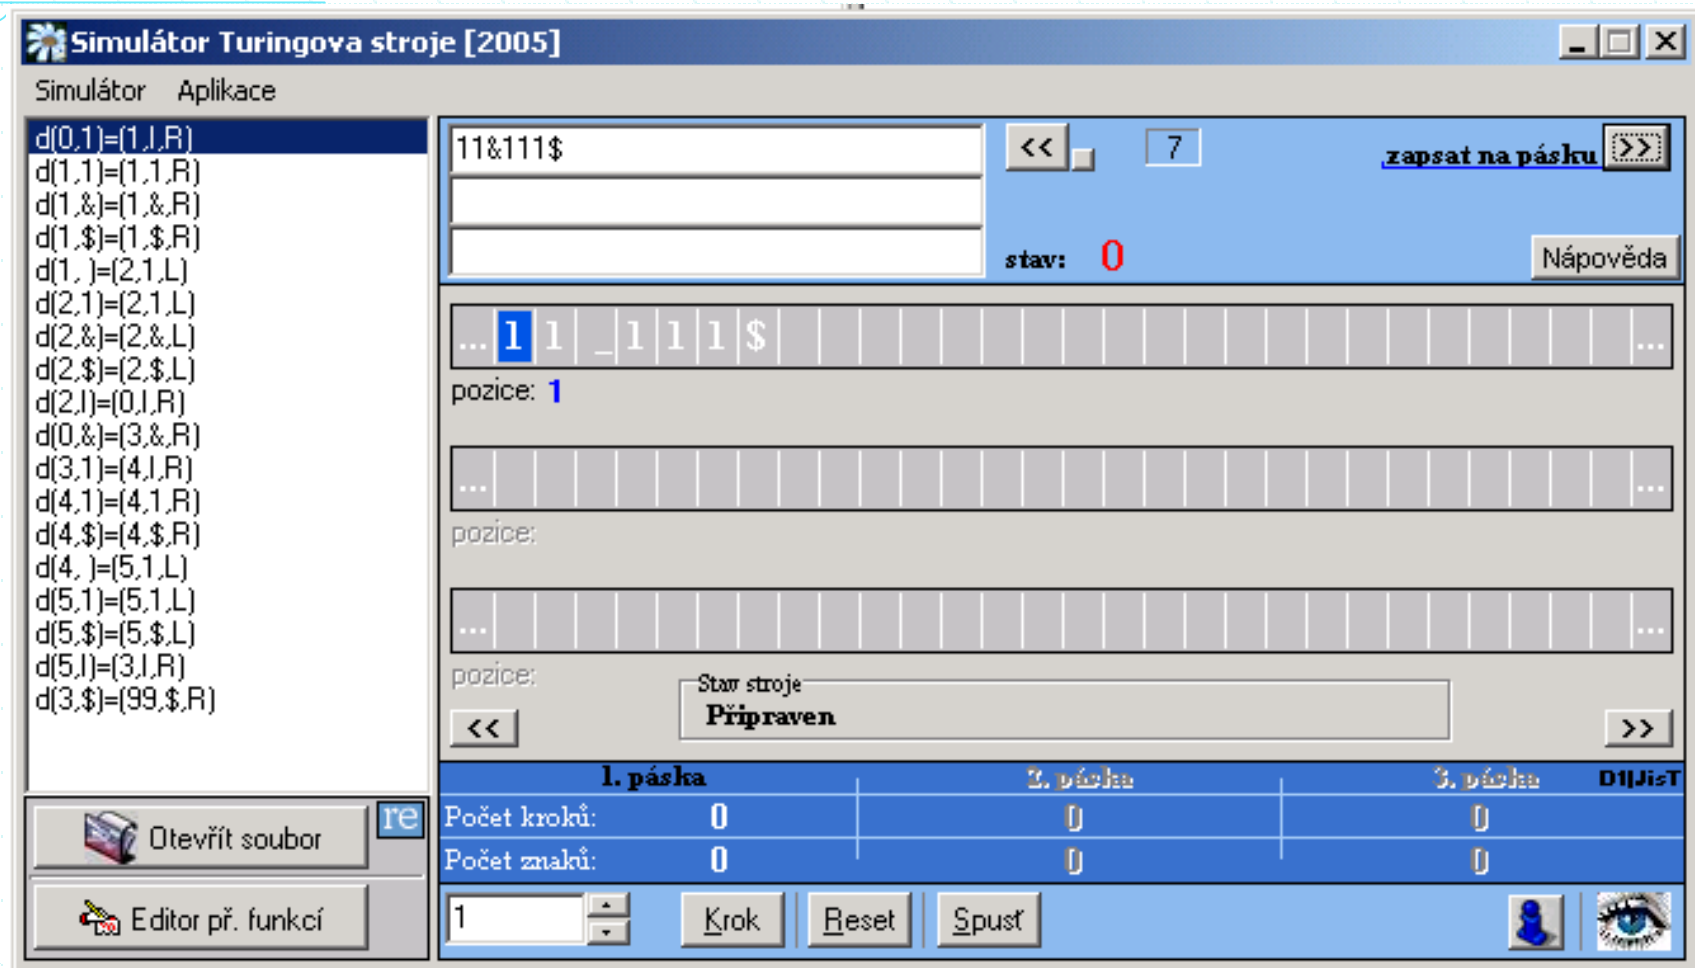 Simulátor Turingova stroje [2005]
Simulátor Aplikace
d(0,1)=(1,I,R)
d(1,1)=(1,1,R)
d(1,&)=(1,&,R)
d(1,$)=(1,$,R)
d(1, )=(2,1,L)
d(2,1)=(2,1,L)
d(2,&)=(2,&,L)
d(2,$)=(2,$,L)
d(2,I)=(0,I,R)
d(0,&)=(3,&,R)
d(3,1)=(4,I,R)
d(4,1)=(4,1,R)
d(4,$)=(4,$,R)
d(4, )=(5,1,L)
d(5,1)=(5,1,L)
d(5,$)=(5,$,L)
d(5,I)=(3,I,R)
d(3,$)=(99,$,R)
Otevřít soubor
re
Editor př. funkcí
11&111$
<<
7
zapsat na pásku >>
stav: 0
Nápověda
... 1 1 _ 1 1 1 $ ...
pozice: 1
... ...
pozice:
... ...
pozice:
Stav stroje
Připraven
<< >>
1. páska 2. páska 3. páska D1|JisT
Počet kroků: 0 0 0
Počet znaků: 0 0 0
1 Krok Reset Spusť